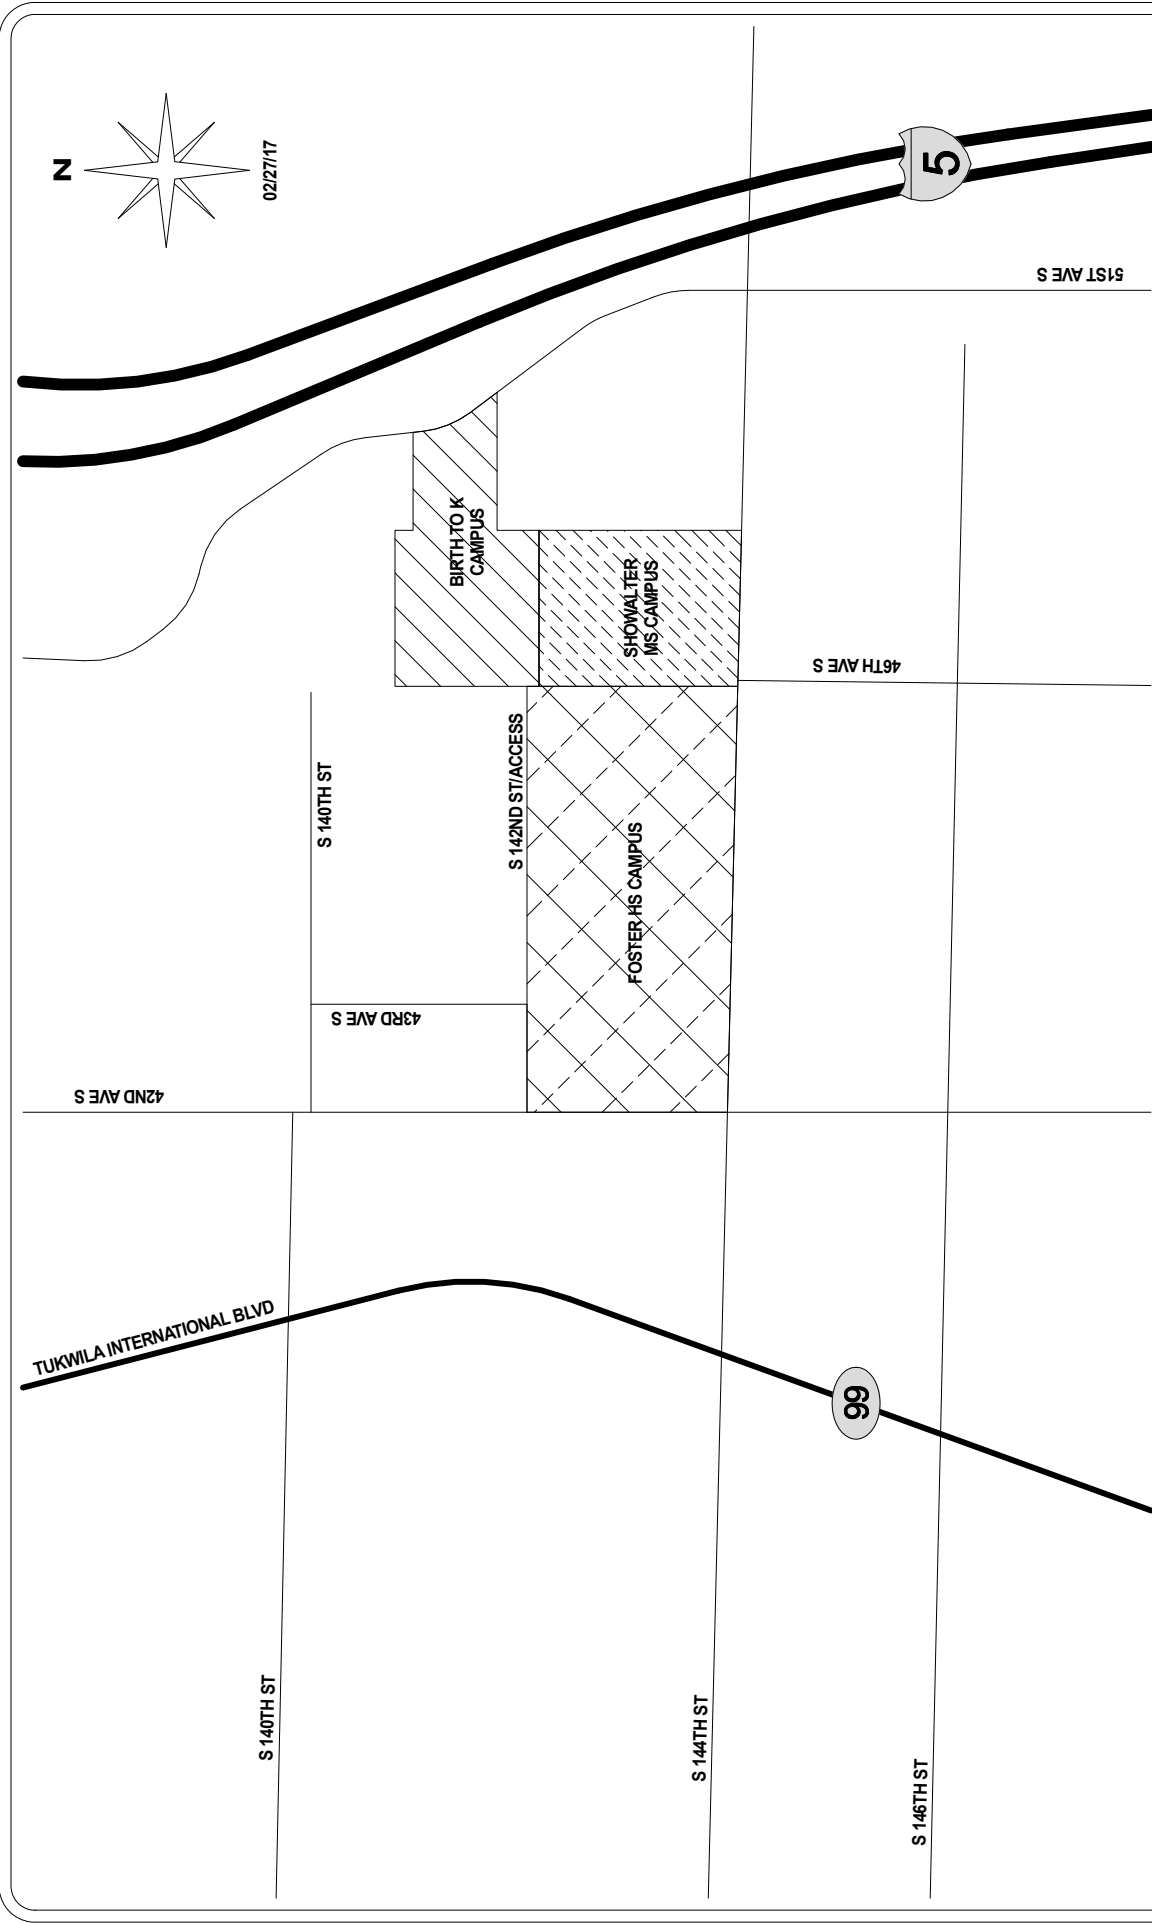 N
02/27/17
5
51ST AVE S
BIRTH TO K
CAMPUS
SHOWALTER
MS CAMPUS
46TH AVE S
S 140TH ST
S 142ND ST/ACCESS
FOSTER HS CAMPUS
43RD AVE S
42ND AVE S
TUKWILA INTERNATIONAL BLVD
99
S 140TH ST
S 144TH ST
S 146TH ST